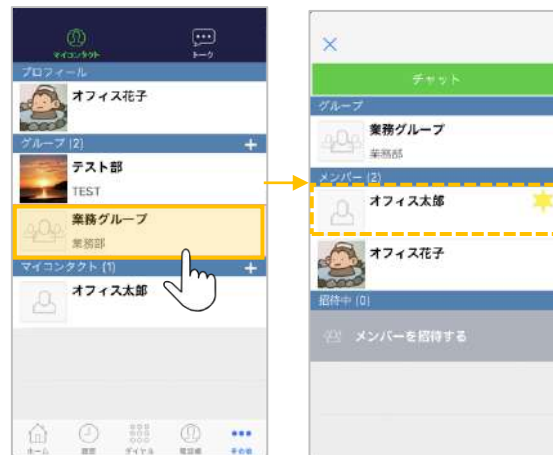 マイコンタクト
トーク
プロフィール
オフィス花子
グループ (2)
+
テスト部
TEST
業務グループ
業務部
マイコンタクト (1)
+
オフィス太郎
ホーム
履歴
ダイヤル
電話帳
その他
×
チャット
グループ
業務グループ
業務部
メンバー (2)
オフィス太郎
オフィス花子
招待中 (0)
メンバーを招待する